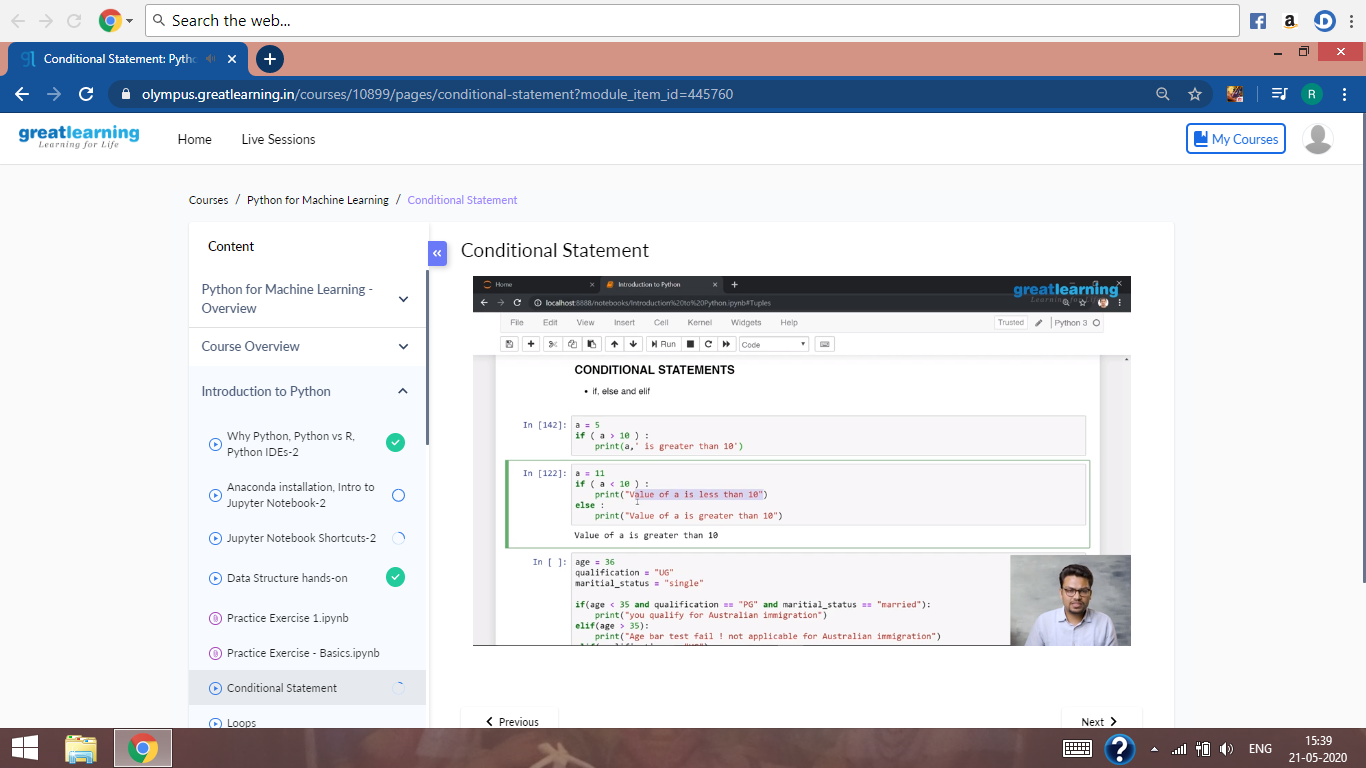 Search the web...
Conditional Statement: Pyth
olympus.greatlearning.in/courses/10899/pages/conditional-statement?module_item_id=445760
R
greatlearning
Learning for Life
Home
Live Sessions
My Courses
Courses / Python for Machine Learning / Conditional Statement
Content
Python for Machine Learning -
Overview
Course Overview
Introduction to Python
Why Python, Python vs R,
Python IDEs-2
Anaconda installation, Intro to
Jupyter Notebook-2
Jupyter Notebook Shortcuts-2
Data Structure hands-on
Practice Exercise 1.ipynb
Practice Exercise - Basics.ipynb
Conditional Statement
Loops
Conditional Statement
Home
Introduction to Python
greatlearning
localhost:8888/notebooks/Introduction%20to%20Python.ipynb#Tuples
File Edit View Insert Cell Kernel Widgets Help
Trusted
Python 3
Run
Code
CONDITIONAL STATEMENTS
• if, else and elif
In [142]: a = 5
if ( a > 10 ) :
print(a,' is greater than 10')
In [122]: a = 11
if ( a < 10 ) :
print("Value of a is less than 10")
else :
print("Value of a is greater than 10")
Value of a is greater than 10
In [ ]: age = 36
qualification = "UG"
maritial_status = "single"
if(age < 35 and qualification == "PG" and maritial_status == "married"):
print("you qualify for Australian immigration")
elif(age > 35):
print("Age bar test fail ! not applicable for Australian immigration")
Previous
Next
ENG
15:39
21-05-2020